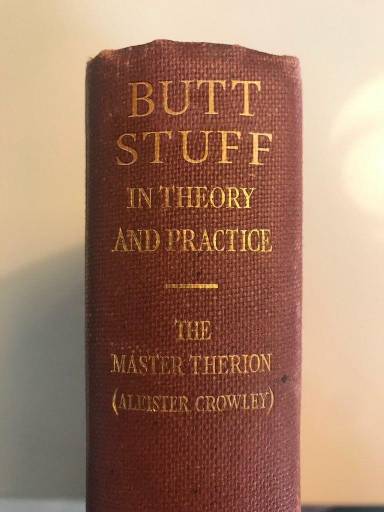 BUTT
STUFF
IN THEORY
AND PRACTICE
THE
MASTER THERION
(ALEISTER CROWLEY)